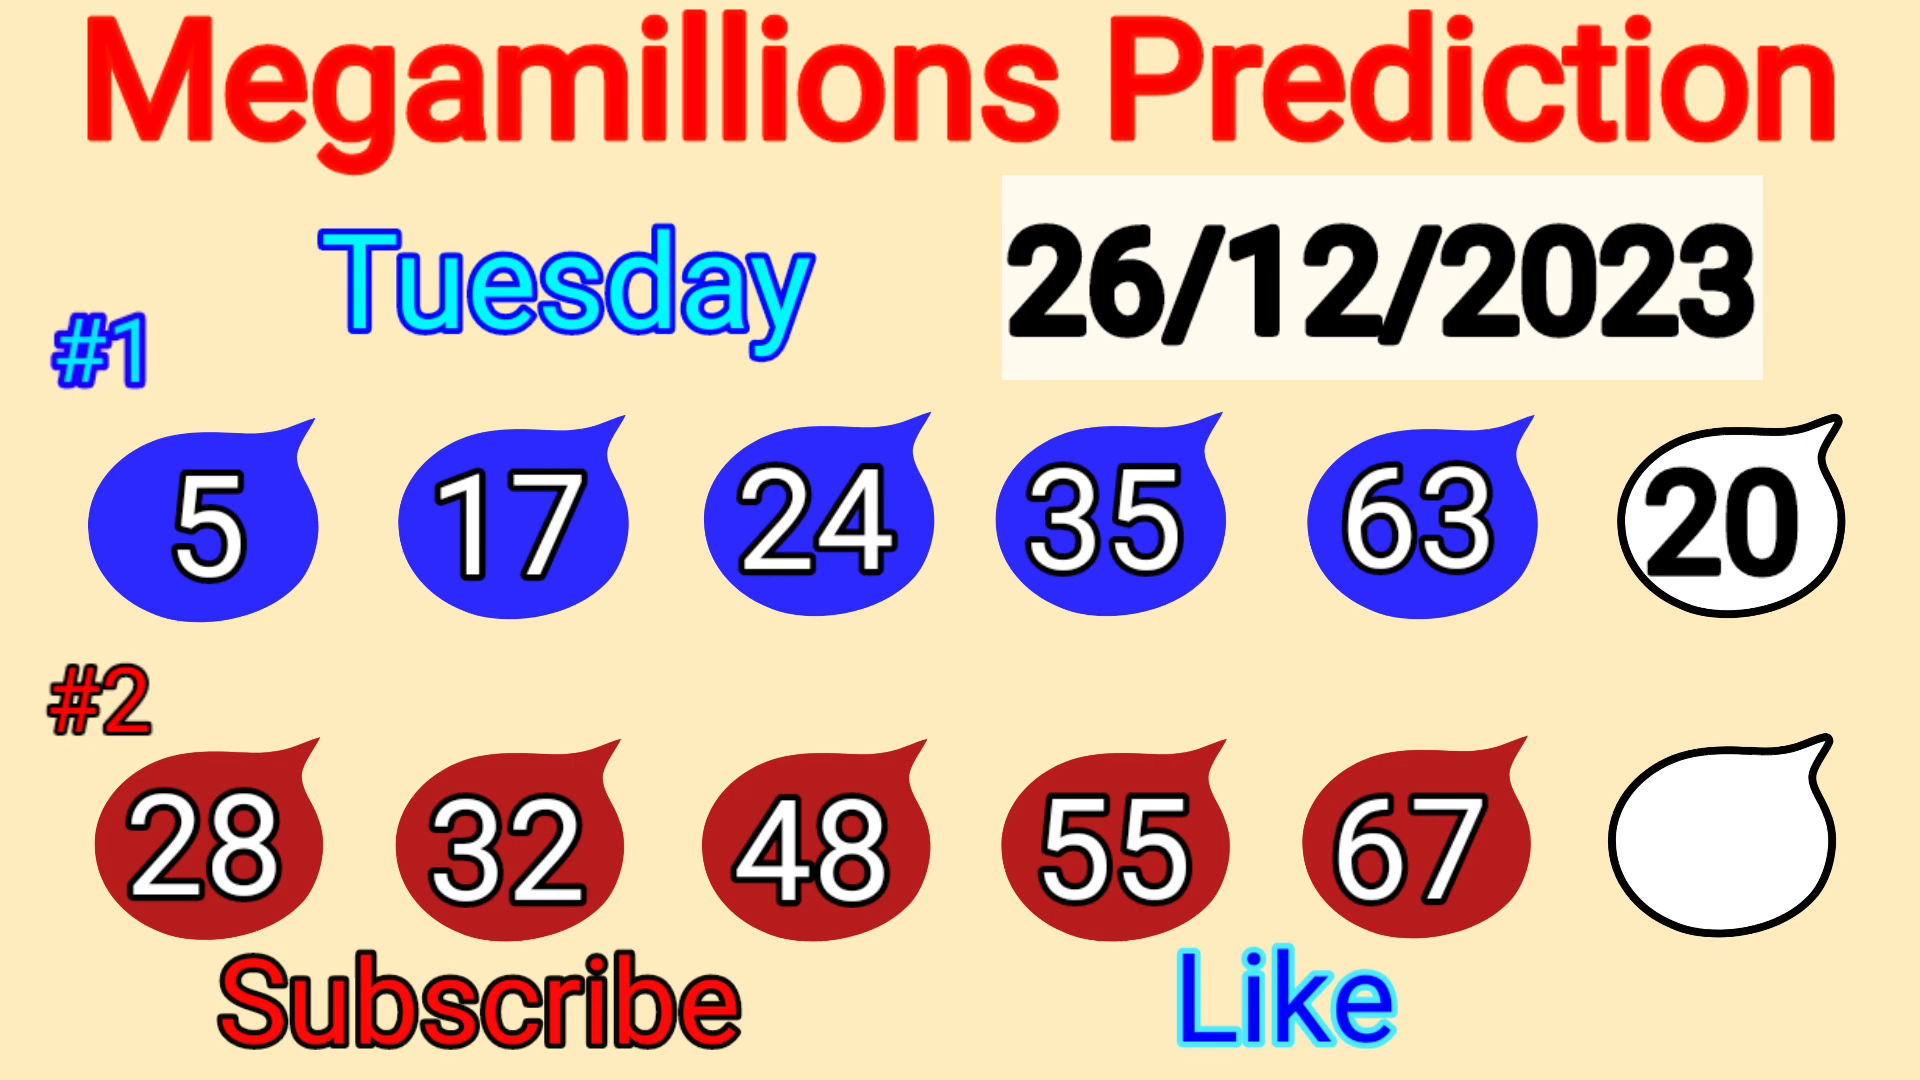 Megamillions Prediction
Tuesday 26/12/2023
#1
5 17 24 35 63 20
#2
28 32 48 55 67
Subscribe Like